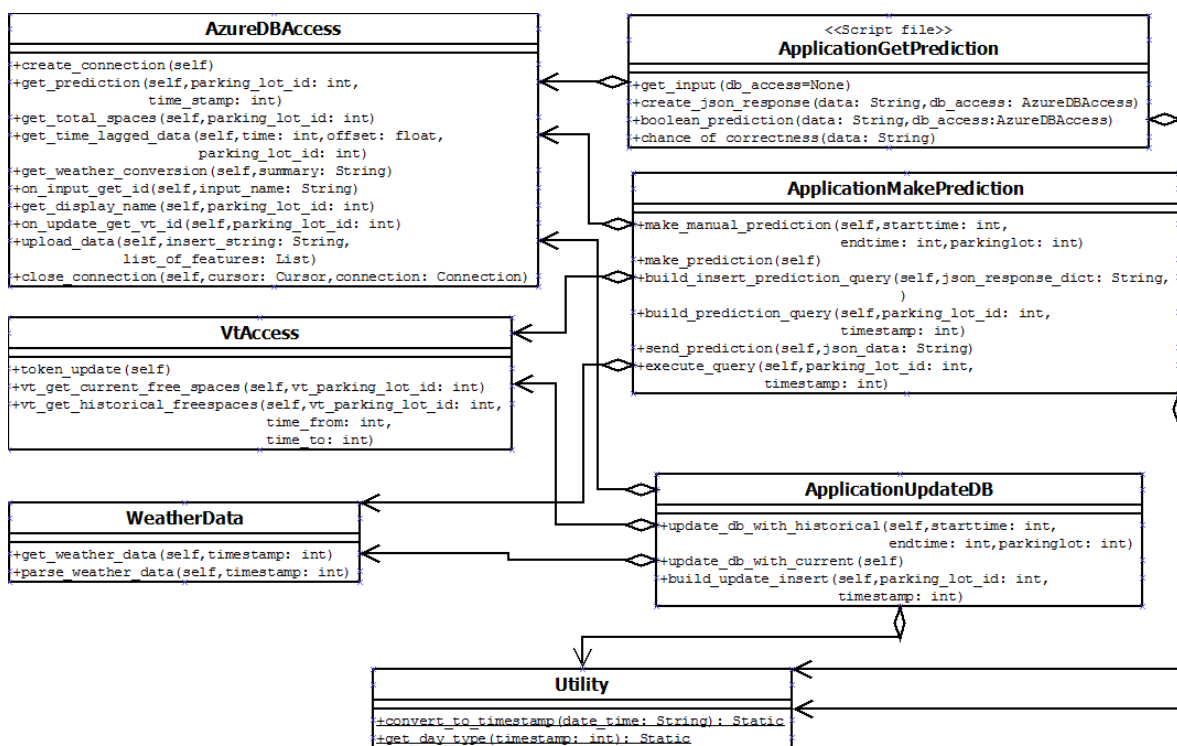 AzureDBAccess
+create_connection(self)
+get_prediction(self,parking_lot_id: int,
time_stamp: int)
+get_total_spaces(self,parking_lot_id: int)
+get_time_lagged_data(self,time: int,offset: float,
parking_lot_id: int)
+get_weather_conversion(self,summary: String)
+on_input_get_id(self,input_name: String)
+get_display_name(self,parking_lot_id: int)
+on_update_get_vt_id(self,parking_lot_id: int)
+upload_data(self,insert_string: String,
list_of_features: List)
+close_connection(self,cursor: Cursor,connection: Connection)
<<Script file>>
ApplicationGetPrediction
+get_input(db_access=None)
+create_json_response(data: String,db_access: AzureDBAccess)
+boolean_prediction(data: String,db_access:AzureDBAccess)
+chance_of_correctness(data: String)
ApplicationMakePrediction
+make_manual_prediction(self,starttime: int,
endtime: int,parkinglot: int)
+make_prediction(self)
+build_insert_prediction_query(self,json_response_dict: String,
)
+build_prediction_query(self,parking_lot_id: int,
timestamp: int)
+send_prediction(self,json_data: String)
+execute_query(self,parking_lot_id: int,
timestamp: int)
VtAccess
+token_update(self)
+vt_get_current_free_spaces(self,vt_parking_lot_id: int)
+vt_get_historical_freespaces(self,vt_parking_lot_id: int,
time_from: int,
time_to: int)
WeatherData
+get_weather_data(self,timestamp: int)
+parse_weather_data(self,timestamp: int)
ApplicationUpdateDB
+update_db_with_historical(self,starttime: int,
endtime: int,parkinglot: int)
+update_db_with_current(self)
+build_update_insert(self,parking_lot_id: int,
timestamp: int)
Utility
+convert_to_timestamp(date_time: String): Static
+get_day_type(timestamp: int): Static